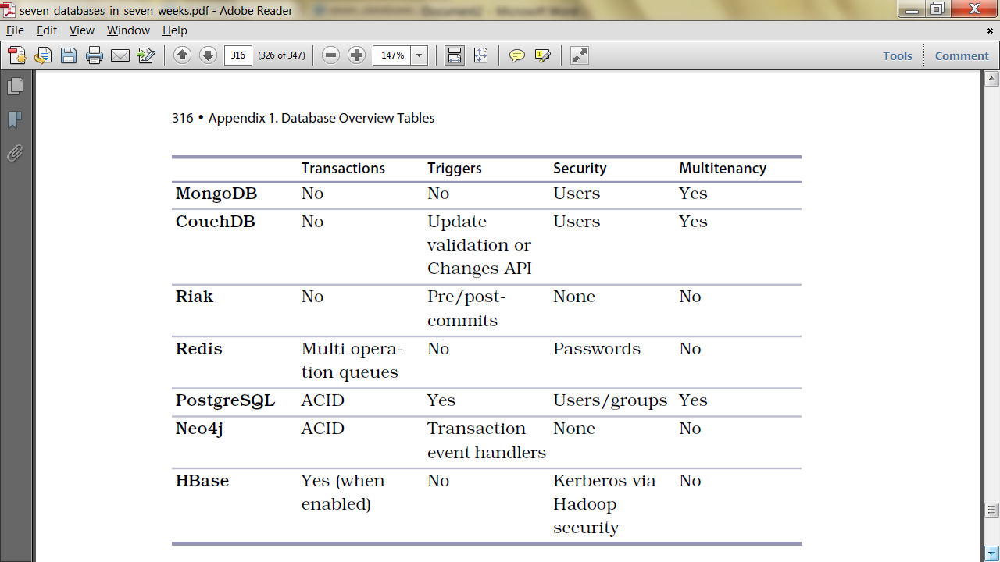 seven_databases_in_seven_weeks.pdf - Adobe Reader
File Edit View Window Help
316 (326 of 347) 147% Tools Comment
316 • Appendix 1. Database Overview Tables
Transactions Triggers Security Multitenancy
MongoDB No No Users Yes
CouchDB No Update Users Yes
validation or
Changes API
Riak No Pre/post- None No
commits
Redis Multi opera- No Passwords No
tion queues
PostgreSQL ACID Yes Users/groups Yes
Neo4j ACID Transaction None No
event handlers
HBase Yes (when No Kerberos via No
enabled) Hadoop
security